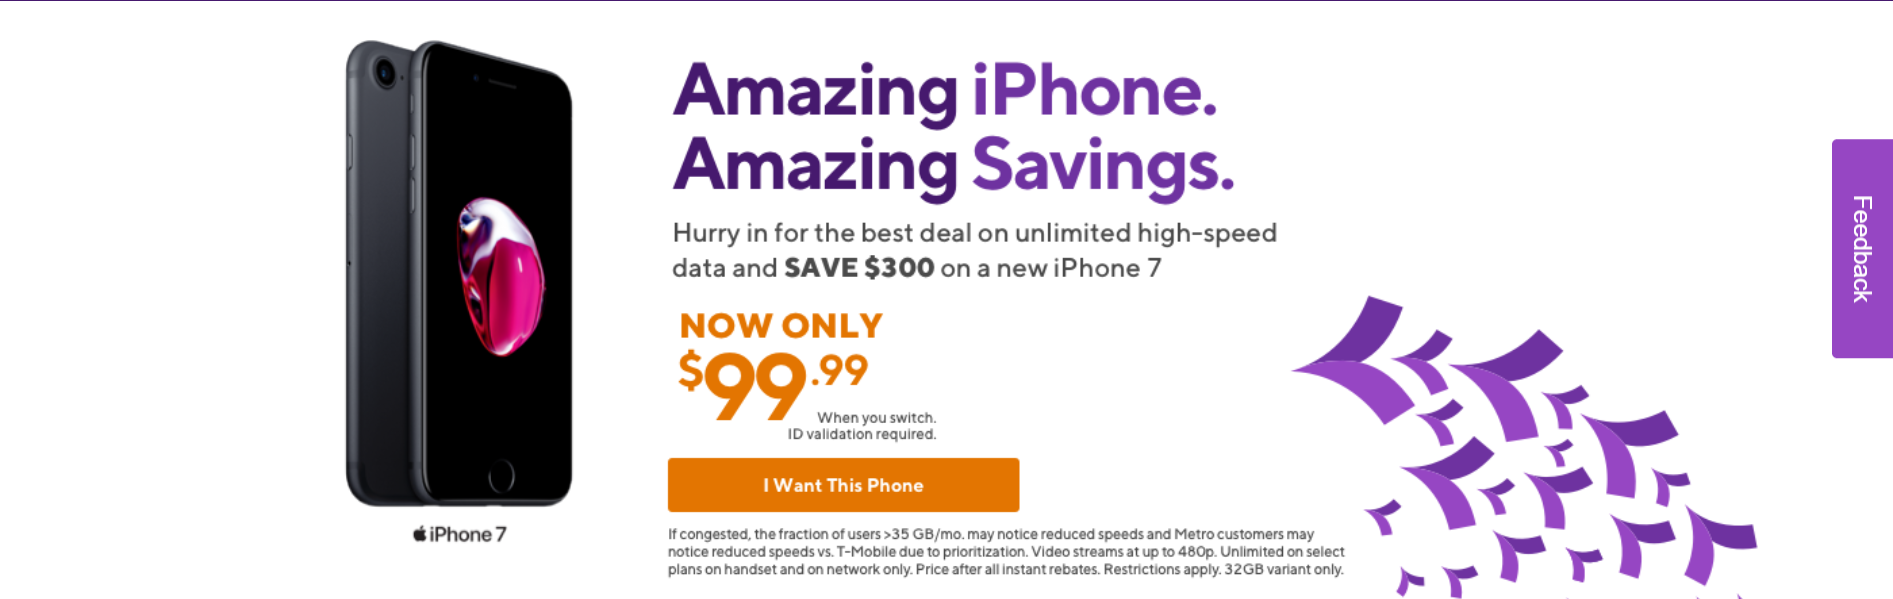 Amazing iPhone.
Amazing Savings.
Hurry in for the best deal on unlimited high-speed
data and SAVE $300 on a new iPhone 7
NOW ONLY
$99.99
When you switch.
ID validation required.
I Want This Phone
iPhone 7
If congested, the fraction of users >35 GB/mo. may notice reduced speeds and Metro customers may
notice reduced speeds vs. T-Mobile due to prioritization. Video streams at up to 480p. Unlimited on select
plans on handset and on network only. Price after all instant rebates. Restrictions apply. 32GB variant only.
Feedback